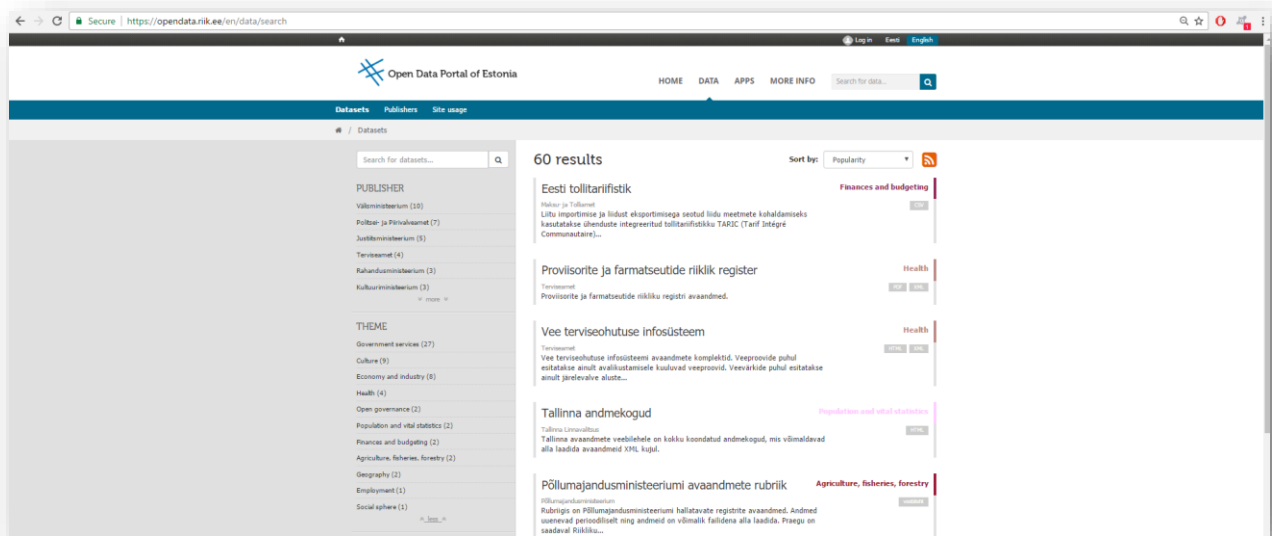 Secure | https://opendata.riik.ee/en/data/search
Log in Eesti English
Open Data Portal of Estonia
HOME DATA APPS MORE INFO Search for data...
Datasets Publishers Site usage
/ Datasets
Search for datasets...
PUBLISHER
Välisministeerium (10)
Politsei- ja Piirivalveamet (7)
Justiitsministeerium (5)
Terviseamet (4)
Rahandusministeerium (3)
Kultuuriministeerium (3)
more
THEME
Government services (27)
Culture (9)
Economy and industry (8)
Health (4)
Open governance (2)
Population and vital statistics (2)
Finances and budgeting (2)
Agriculture, fisheries, forestry (2)
Geography (2)
Employment (1)
Social sphere (1)
less
60 results
Sort by: Popularity
Eesti tollitariifistik
Finances and budgeting
Maksu- ja Tolliamet
CSV
Liitu importimise ja liidust eksportimisega seotud liidu meetmete kohaldamiseks
kasutatakse ühenduste integreeritud tollitariifistikku TARIC (Tarif Intégré
Communautaire)...
Proviisorite ja farmatseutide riiklik register
Health
Terviseamet
PDF XML
Proviisorite ja farmatseutide riikliku registri avaandmed.
Vee terviseohutuse infosüsteem
Health
Terviseamet
HTML XML
Vee terviseohutuse infosüsteemi avaandmete komplektid. Veeproovide puhul
esitatakse ainult avalikustamisele kuuluvad veeproovid. Veevärkide puhul esitatakse
ainult järelevalve aluste...
Tallinna andmekogud
Population and vital statistics
Tallinna Linnavalitsus
HTML
Tallinna avaandmete veebilehele on kokku koondatud andmekogud, mis võimaldavad
alla laadida avaandmeid XML kujul.
Põllumajandusministeeriumi avaandmete rubriik
Agriculture, fisheries, forestry
Põllumajandusministeerium
Rubriigis on Põllumajandusministeeriumi hallatavate registrite avaandmed. Andmed
uuenevad perioodiliselt ning andmeid on võimalik failidena alla laadida. Praegu on
saadaval Riikliku...